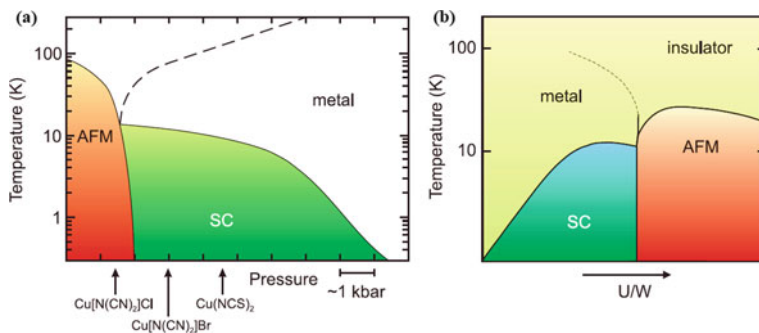 (a)
Temperature (K)
100
10
1
AFM
metal
SC
Pressure
~1 kbar
Cu[N(CN)₂]Cl
Cu(NCS)₂
Cu[N(CN)₂]Br
(b)
Temperature (K)
100
10
insulator
metal
AFM
SC
U/W